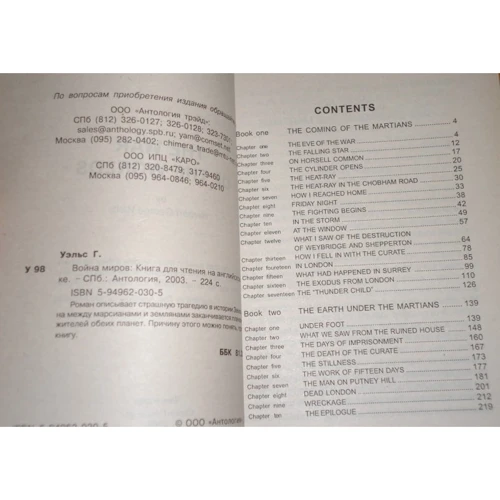 По вопросам приобретения издания
ООО «Антология трэйд»
СПб (812) 326-0127; 326-0128; 323-
sales@anthology.spb.ru; yam@comset.net
Москва (095) 282-0402; chimera_trade@mtu-
ООО ИПЦ «КАРО»
СПб (812) 320-8479, 317-9460
Москва (095) 964-0846; 964-0210
Уэльс Г.
У 98
Война миров: Книга для чтения на
ке. – СПб.: Антология, 2003. – 224 с.
ISBN 5-94962-030-5
Роман описывает страшную трагедию в истории
на между марсианами и землянами заканчивается
жителей обеих планет. Причину этого можно
книгу.
ББК
© ООО «Антология
CONTENTS
Book one THE COMING OF THE MARTIANS 4
Chapter one THE EVE OF THE WAR 4
Chapter two THE FALLING STAR 12
Chapter three ON HORSELL COMMON 17
Chapter four THE CYLINDER OPENS 20
Chapter five THE HEAT-RAY 25
Chapter six THE HEAT-RAY IN THE CHOBHAM ROAD 30
Chapter seven HOW I REACHED HOME 33
Chapter eight FRIDAY NIGHT 38
Chapter nine THE FIGHTING BEGINS 42
Chapter ten IN THE STORM 49
Chapter eleven AT THE WINDOW 57
Chapter twelve WHAT I SAW OF THE DESTRUCTION
OF WEYBRIDGE AND SHEPPERTON 64
Chapter thirteen HOW I FELL IN WITH THE CURATE 78
Chapter fourteen IN LONDON 85
Chapter fifteen WHAT HAD HAPPENED IN SURREY 100
Chapter sixteen THE EXODUS FROM LONDON 110
Chapter seventeen THE "THUNDER CHILD" 126
Book two THE EARTH UNDER THE MARTIANS 139
Chapter one UNDER FOOT 139
Chapter two WHAT WE SAW FROM THE RUINED HOUSE 148
Chapter three THE DAYS OF IMPRISONMENT 160
Chapter four THE DEATH OF THE CURATE 167
Chapter five THE STILLNESS 173
Chapter six THE WORK OF FIFTEEN DAYS 177
Chapter seven THE MAN ON PUTNEY HILL 181
Chapter eight DEAD LONDON 201
Chapter nine WRECKAGE 212
Chapter ten THE EPILOGUE 219